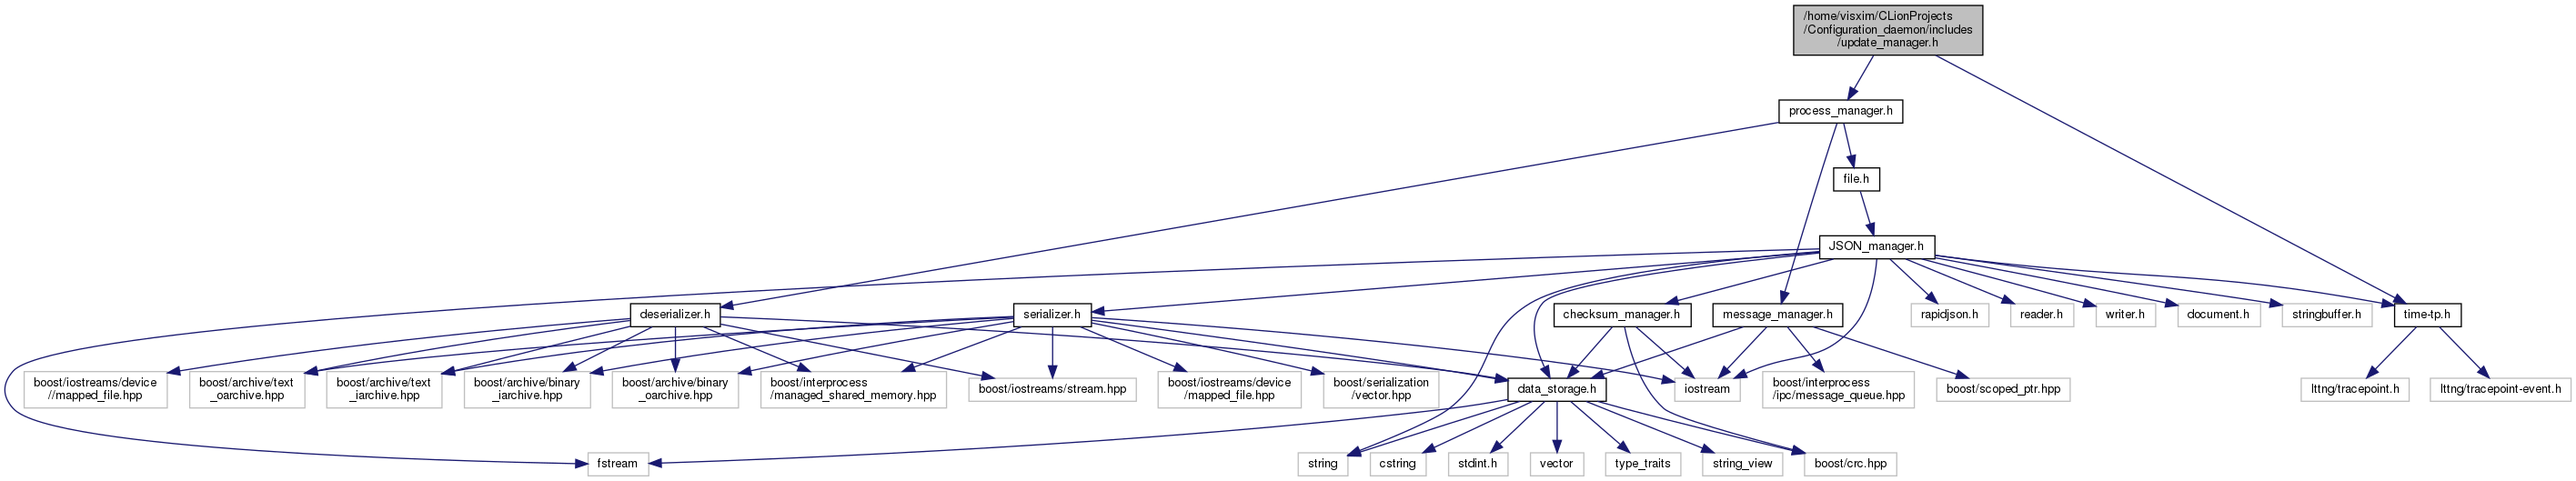 /home/visxim/CLionProjects
/Configuration_daemon/includes
/update_manager.h
process_manager.h
file.h
JSON_manager.h
deserializer.h
serializer.h
checksum_manager.h
message_manager.h
rapidjson.h
reader.h
writer.h
document.h
stringbuffer.h
time-tp.h
boost/iostreams/device
//mapped_file.hpp
boost/archive/text
_oarchive.hpp
boost/archive/text
_iarchive.hpp
boost/archive/binary
_iarchive.hpp
boost/archive/binary
_oarchive.hpp
boost/interprocess
/managed_shared_memory.hpp
boost/iostreams/stream.hpp
boost/iostreams/device
/mapped_file.hpp
boost/serialization
/vector.hpp
data_storage.h
iostream
boost/interprocess
/ipc/message_queue.hpp
boost/scoped_ptr.hpp
lttng/tracepoint.h
lttng/tracepoint-event.h
fstream
string
cstring
stdint.h
vector
type_traits
string_view
boost/crc.hpp